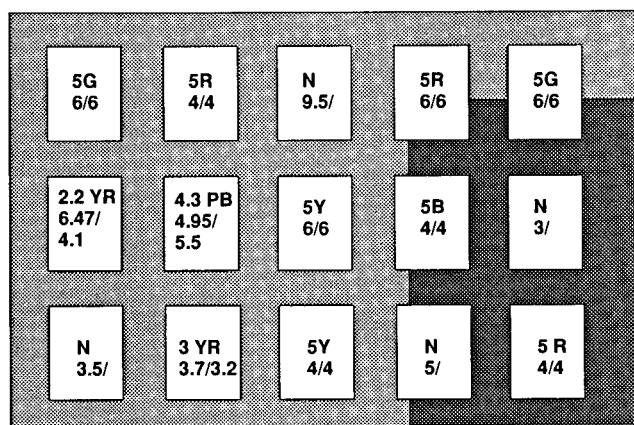 5G
6/6
5R
4/4
N
9.5/
5R
6/6
5G
6/6
2.2 YR
6.47/
4.1
4.3 PB
4.95/
5.5
5Y
6/6
5B
4/4
N
3/
N
3.5/
3 YR
3.7/3.2
5Y
4/4
N
5/
5 R
4/4